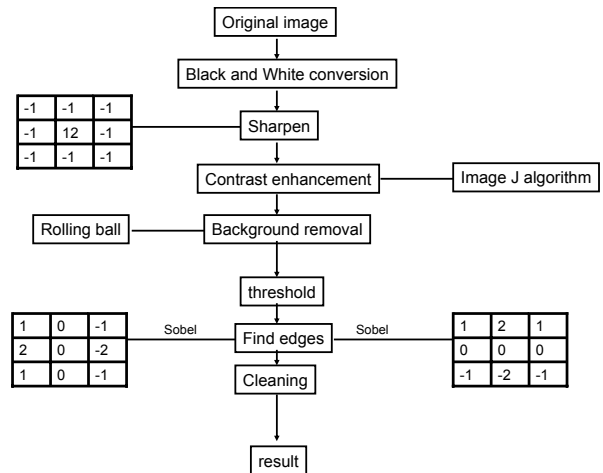 Original image
Black and White conversion
-1 -1 -1
-1 12 -1
-1 -1 -1
Sharpen
Contrast enhancement
Image J algorithm
Rolling ball
Background removal
threshold
1 0 -1
2 0 -2
1 0 -1
Sobel
Find edges
Sobel
1 2 1
0 0 0
-1 -2 -1
Cleaning
result